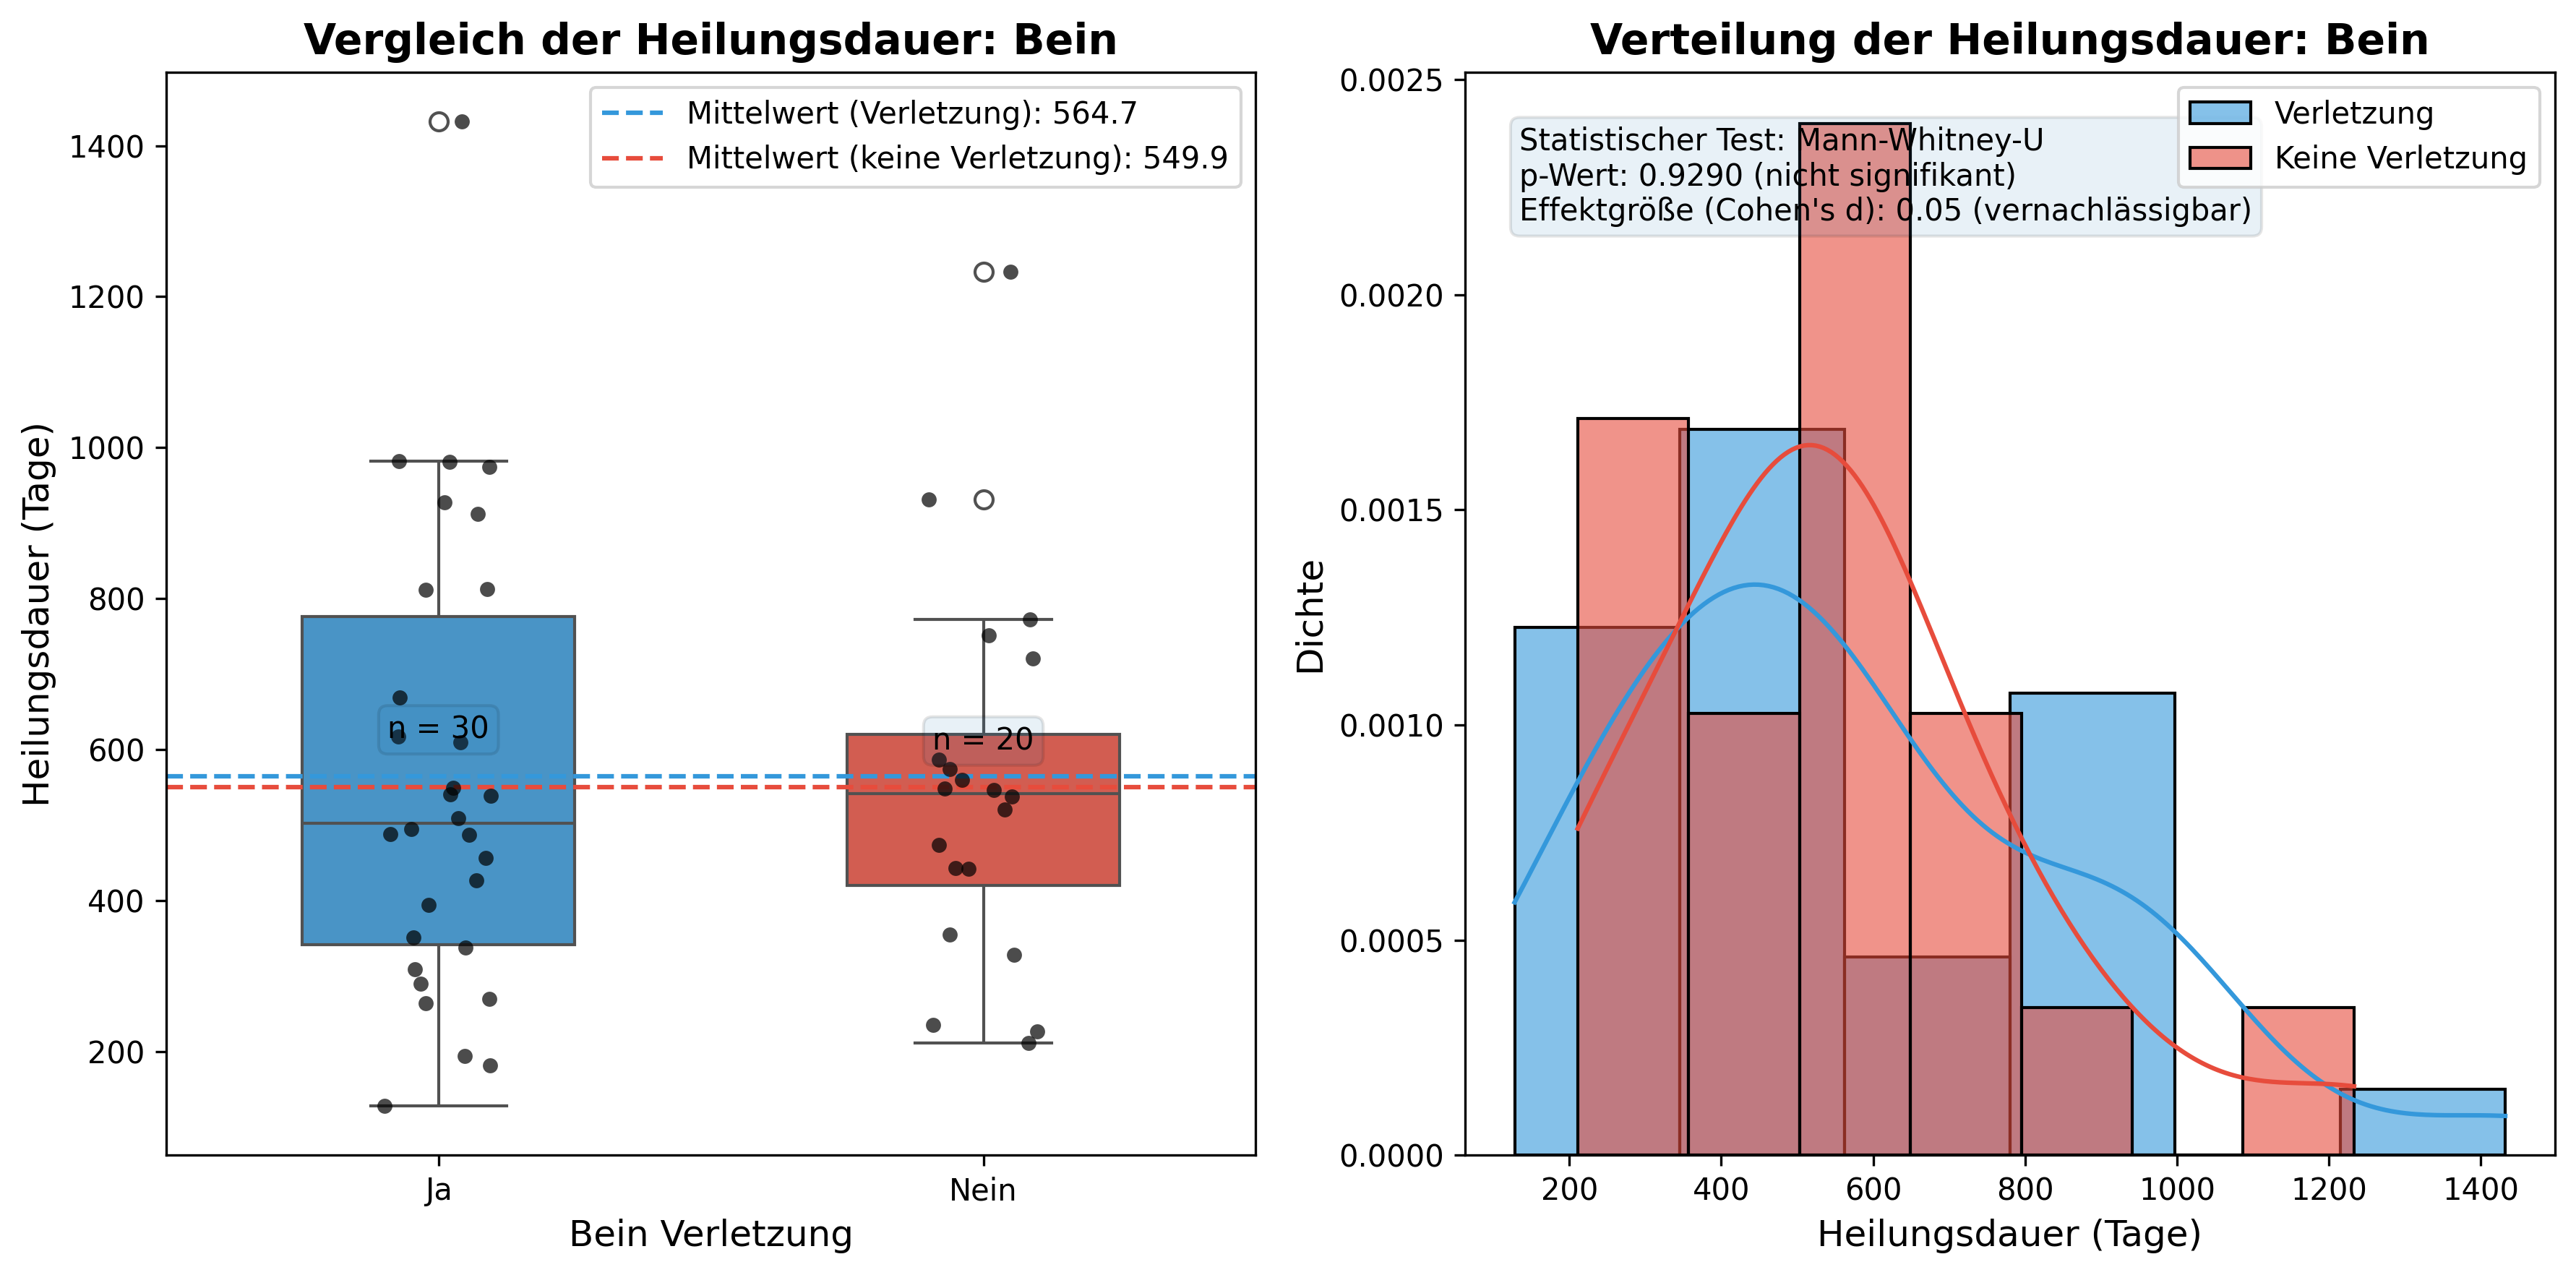 Vergleich der Heilungsdauer: Bein
Mittelwert (Verletzung): 564.7
Mittelwert (keine Verletzung): 549.9
Heilungsdauer (Tage)
1400
1200
1000
800
600
400
200
n = 30
n = 20
Ja
Nein
Bein Verletzung
Verteilung der Heilungsdauer: Bein
Verletzung
Keine Verletzung
Statistischer Test: Mann-Whitney-U
p-Wert: 0.9290 (nicht signifikant)
Effektgröße (Cohen's d): 0.05 (vernachlässigbar)
Dichte
0.0025
0.0020
0.0015
0.0010
0.0005
0.0000
200 400 600 800 1000 1200 1400
Heilungsdauer (Tage)